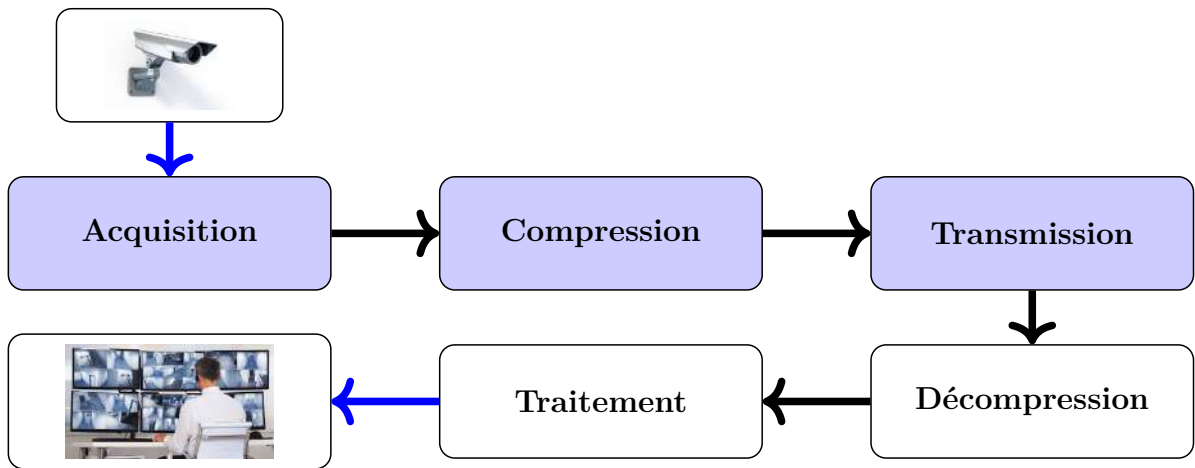 Acquisition
Compression
Transmission
Décompression
Traitement